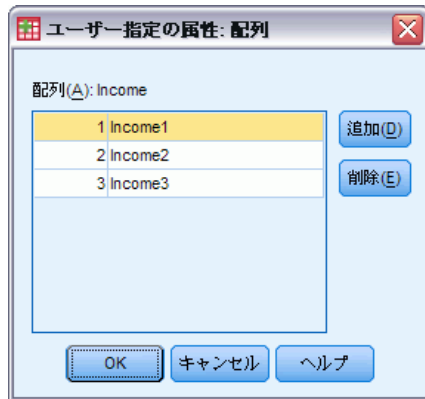 ユーザー指定の属性: 配列
配列(A): Income
1 Income1
2 Income2
3 Income3
追加(D)
削除(E)
OK
キャンセル
ヘルプ